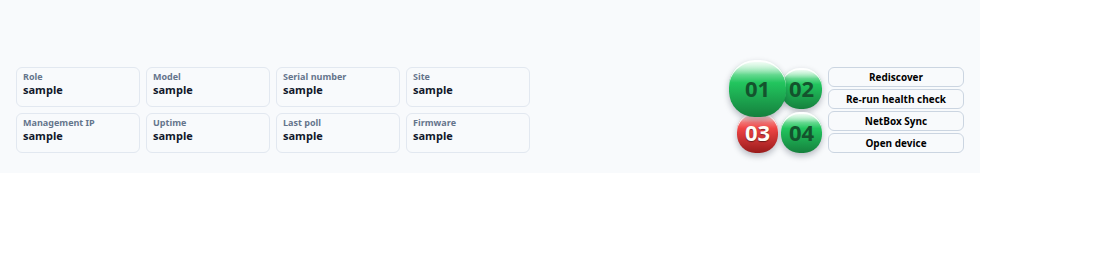 Role
sample
Model
sample
Serial number
sample
Site
sample
Management IP
sample
Uptime
sample
Last poll
sample
Firmware
sample
01
02
03
04
Rediscover
Re-run health check
NetBox Sync
Open device